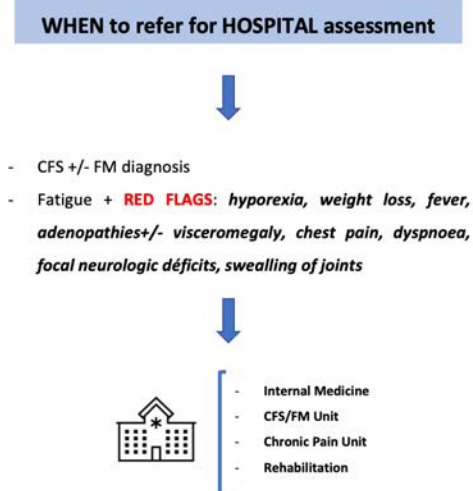 WHEN to refer for HOSPITAL assessment
- CFS +/- FM diagnosis
- Fatigue + RED FLAGS: hyporexia, weight loss, fever,
adenopathies+/- visceromegaly, chest pain, dyspnoea,
focal neurologic déficits, swealling of joints
- Internal Medicine
- CFS/FM Unit
- Chronic Pain Unit
- Rehabilitation